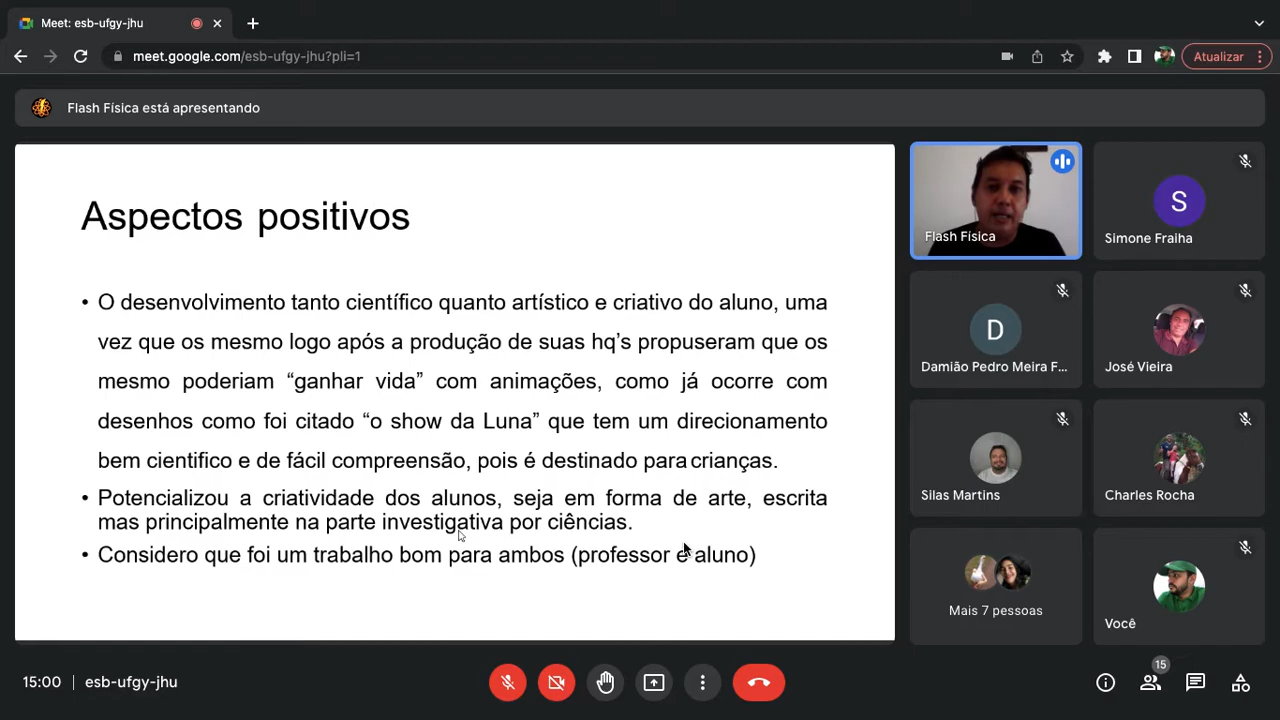 Meet: esb-ufgy-jhu
meet.google.com/esb-ufgy-jhu?pli=1
Atualizar
Flash Física está apresentando
Aspectos positivos
• O desenvolvimento tanto científico quanto artístico e criativo do aluno, uma
vez que os mesmo logo após a produção de suas hq’s propuseram que os
mesmo poderiam “ganhar vida” com animações, como já ocorre com
desenhos como foi citado “o show da Luna” que tem um direcionamento
bem cientifico e de fácil compreensão, pois é destinado para crianças.
• Potencializou a criatividade dos alunos, seja em forma de arte, escrita
mas principalmente na parte investigativa por ciências.
• Considero que foi um trabalho bom para ambos (professor e aluno)
Flash Física
S
Simone Fraiha
D
Damião Pedro Meira F...
José Vieira
Silas Martins
Charles Rocha
Mais 7 pessoas
Você
15:00 | esb-ufgy-jhu
15